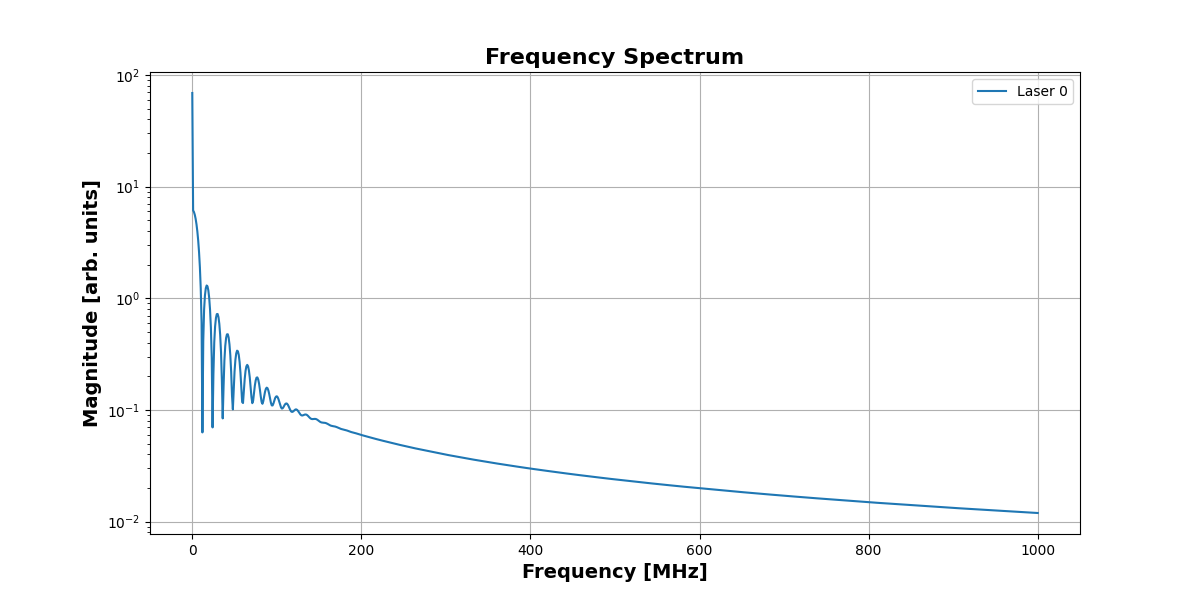 Frequency Spectrum
Laser 0
Magnitude [arb. units]
10²
10¹
10⁰
10⁻¹
10⁻²
0 200 400 600 800 1000
Frequency [MHz]